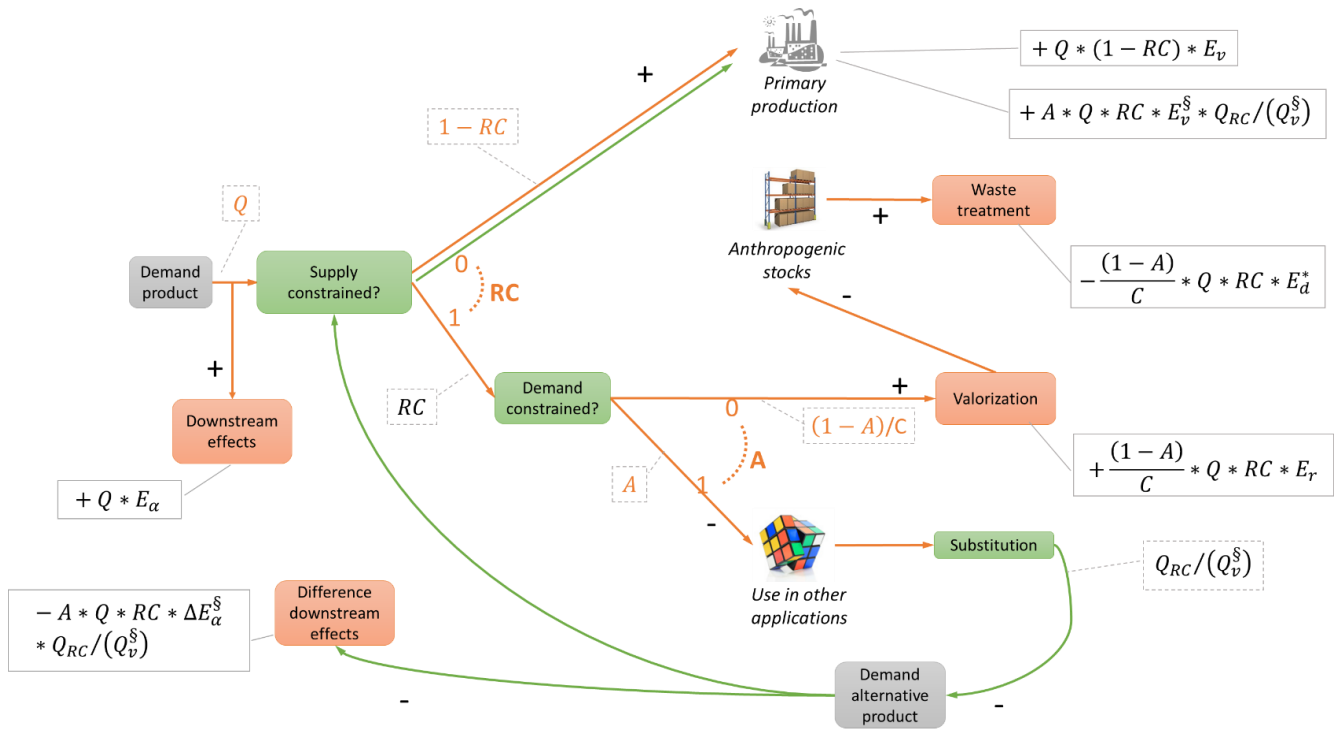 +
Primary
production
+ Q ∗ (1 − RC) ∗ E_v
+ A ∗ Q ∗ RC ∗ E_v^§ ∗ Q_RC/(Q_v^§)
1 − RC
Q
Demand
product
Supply
constrained?
0
RC
1
Anthropogenic
stocks
+
Waste
treatment
− (1 − A)/C ∗ Q ∗ RC ∗ E_d^*
-
+
Downstream
effects
+ Q ∗ E_α
RC
Demand
constrained?
0
A
1
(1 − A)/C
+
Valorization
+ (1 − A)/C ∗ Q ∗ RC ∗ E_r
A
-
Use in other
applications
Substitution
Q_RC/(Q_v^§)
Difference
downstream
effects
− A ∗ Q ∗ RC ∗ ΔE_α^§
∗ Q_RC/(Q_v^§)
-
Demand
alternative
product
-